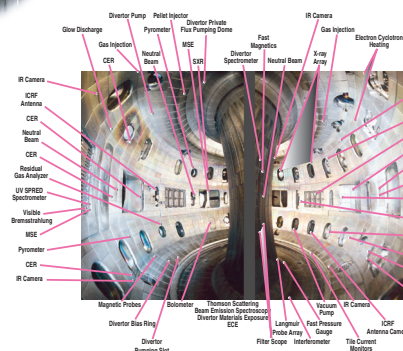 Divertor Pump
Pellet Injector
Divertor Private
Flux Pumping Dome
IR Camera
Glow Discharge
Pyrometer
Fast
Magnetics
Gas Injection
Gas Injection
Neutral
Beam
MSE
Divertor
Spectrometer
X-ray
Array
Electron Cyclotron
Heating
CER
SXR
Neutral Beam
IR Camera
ICRF
Antenna
CER
Neutral
Beam
CER
Residual
Gas Analyzer
UV SPRED
Spectrometer
Visible
Bremsstrahlung
MSE
Pyrometer
CER
IR Camera
Magnetic Probes
Bolometer
Thomson Scattering
Beam Emission Spectroscopy
Divertor Materials Exposure
ECE
Vacuum
Pump
IR Camera
Divertor Bias Ring
Langmuir
Probe Array
Fast Pressure
Gauge
ICRF
Antenna Camera
Divertor
Pumping Slot
Filter Scope
Interferometer
Tile Current
Monitors